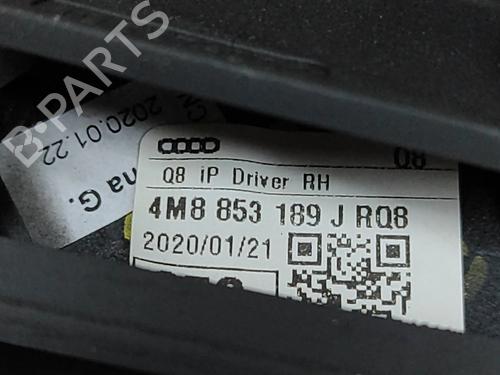 Q8
Q8 iP Driver RH
4M8 853 189 J RQ8
2020/01/21
2020.01.22
na G.
B-PARTS